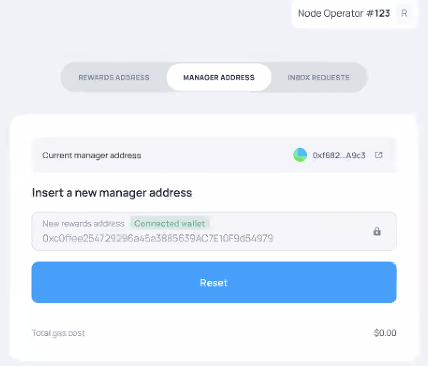 Node Operator #123 R
REWARDS ADDRESS MANAGER ADDRESS INBOX REQUESTS
Current manager address 0xf682...A9c3
Insert a new manager address
New rewards address Connected wallet
0xc0ffee254729296a45a3885639AC7E10F9d54979
Reset
Total gas cost $0.00